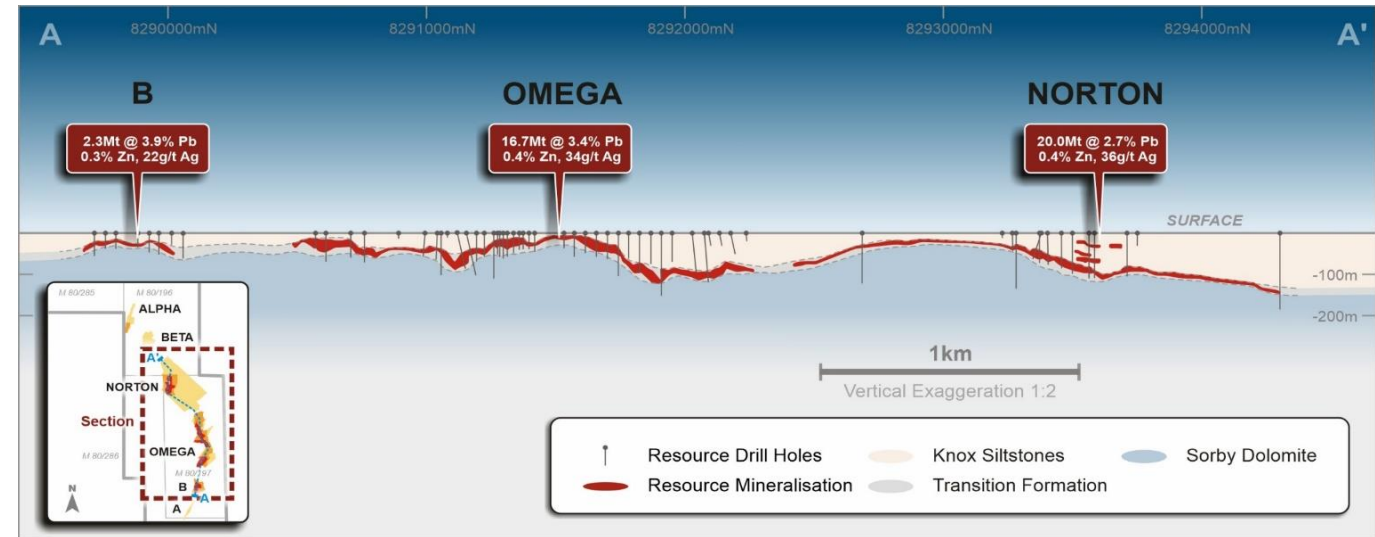 A 8290000mN 8291000mN 8292000mN 8293000mN 8294000mN A'
B
OMEGA
NORTON
2.3Mt @ 3.9% Pb
0.3% Zn, 22g/t Ag
16.7Mt @ 3.4% Pb
0.4% Zn, 34g/t Ag
20.0Mt @ 2.7% Pb
0.4% Zn, 36g/t Ag
SURFACE
-100m
-200m
M 80/285 M 80/196
ALPHA
BETA
A'
NORTON
Section
OMEGA
M 80/286
M 80/197
B
A
A
N
1km
Vertical Exaggeration 1:2
Resource Drill Holes
Knox Siltstones
Sorby Dolomite
Resource Mineralisation
Transition Formation